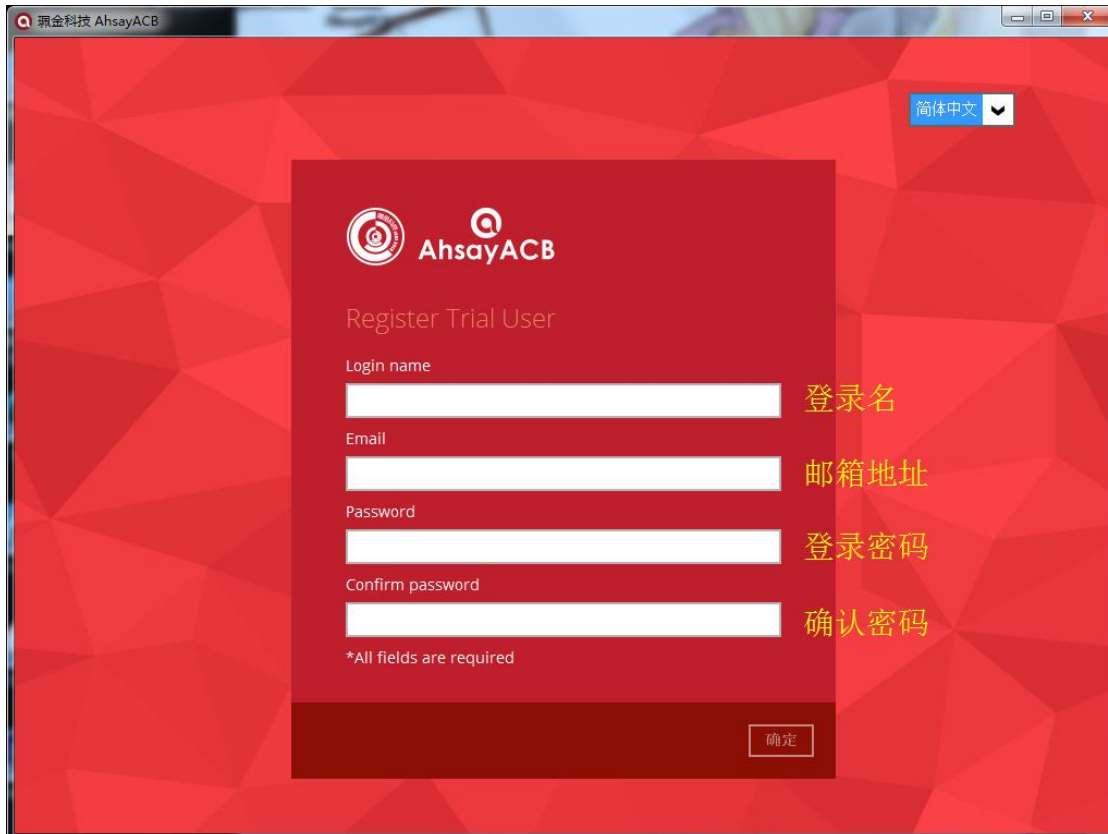 珮金科技 AhsayACB
简体中文
AhsayACB
Register Trial User
Login name
登录名
Email
邮箱地址
Password
登录密码
Confirm password
确认密码
*All fields are required
确定